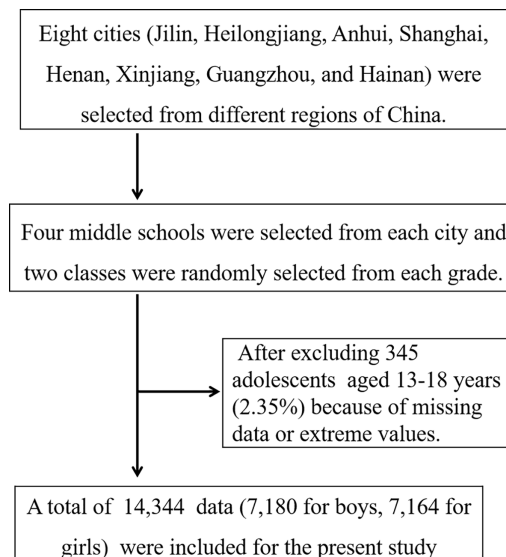 Eight cities (Jilin, Heilongjiang, Anhui, Shanghai,
Henan, Xinjiang, Guangzhou, and Hainan) were
selected from different regions of China.
Four middle schools were selected from each city and
two classes were randomly selected from each grade.
After excluding 345
adolescents aged 13-18 years
(2.35%) because of missing
data or extreme values.
A total of 14,344 data (7,180 for boys, 7,164 for
girls) were included for the present study